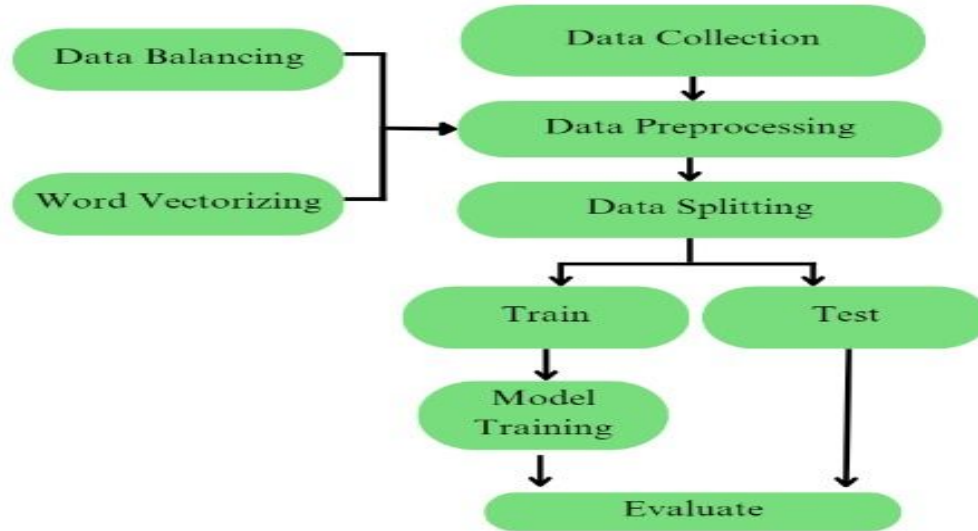 Data Collection
Data Balancing
Data Preprocessing
Word Vectorizing
Data Splitting
Train
Test
Model
Training
Evaluate